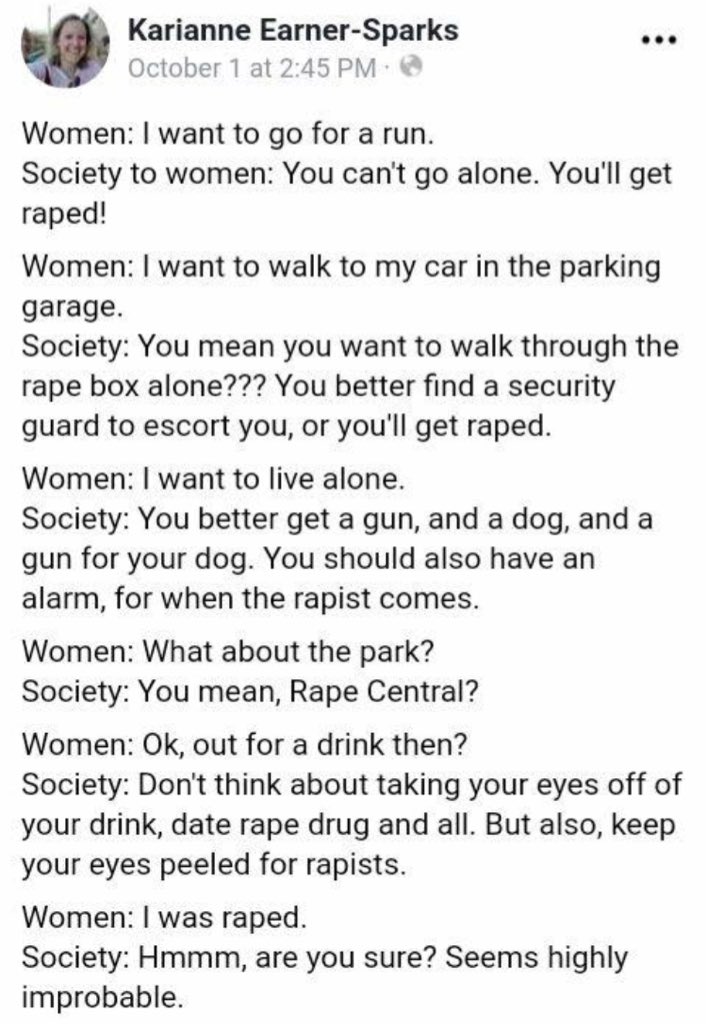 Karianne Earner-Sparks
October 1 at 2:45 PM ·
Women: I want to go for a run.
Society to women: You can't go alone. You'll get
raped!
Women: I want to walk to my car in the parking
garage.
Society: You mean you want to walk through the
rape box alone??? You better find a security
guard to escort you, or you'll get raped.
Women: I want to live alone.
Society: You better get a gun, and a dog, and a
gun for your dog. You should also have an
alarm, for when the rapist comes.
Women: What about the park?
Society: You mean, Rape Central?
Women: Ok, out for a drink then?
Society: Don't think about taking your eyes off of
your drink, date rape drug and all. But also, keep
your eyes peeled for rapists.
Women: I was raped.
Society: Hmmm, are you sure? Seems highly
improbable.